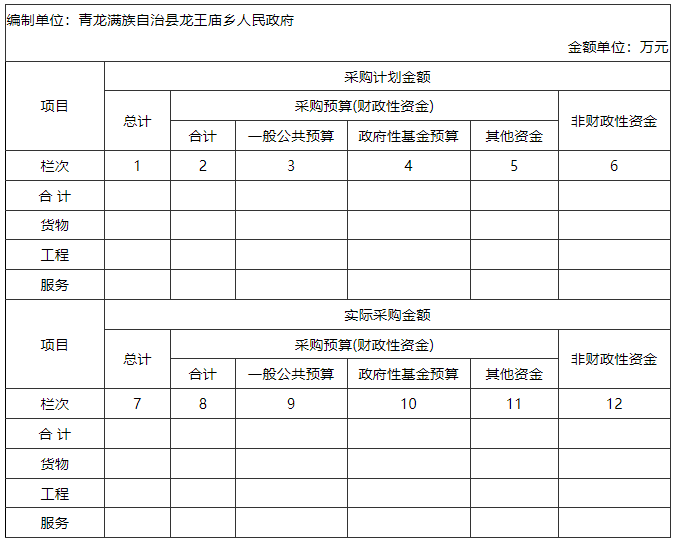 编制单位：青龙满族自治县龙王庙乡人民政府
金额单位：万元
项目 采购计划金额
总计 采购预算(财政性资金) 非财政性资金
合计 一般公共预算 政府性基金预算 其他资金
栏次 1 2 3 4 5 6
合 计
货物
工程
服务
项目 实际采购金额
总计 采购预算(财政性资金) 非财政性资金
合计 一般公共预算 政府性基金预算 其他资金
栏次 7 8 9 10 11 12
合 计
货物
工程
服务